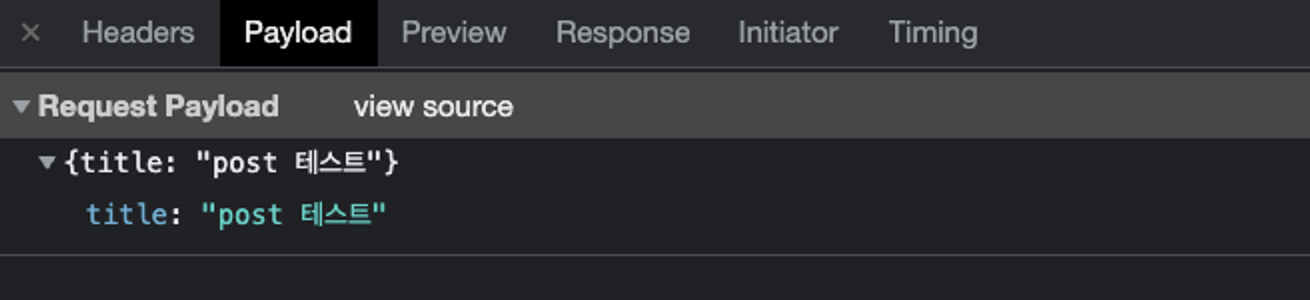 × Headers Payload Preview Response Initiator Timing
Request Payload view source
{title: "post 테스트"}
title: "post 테스트"